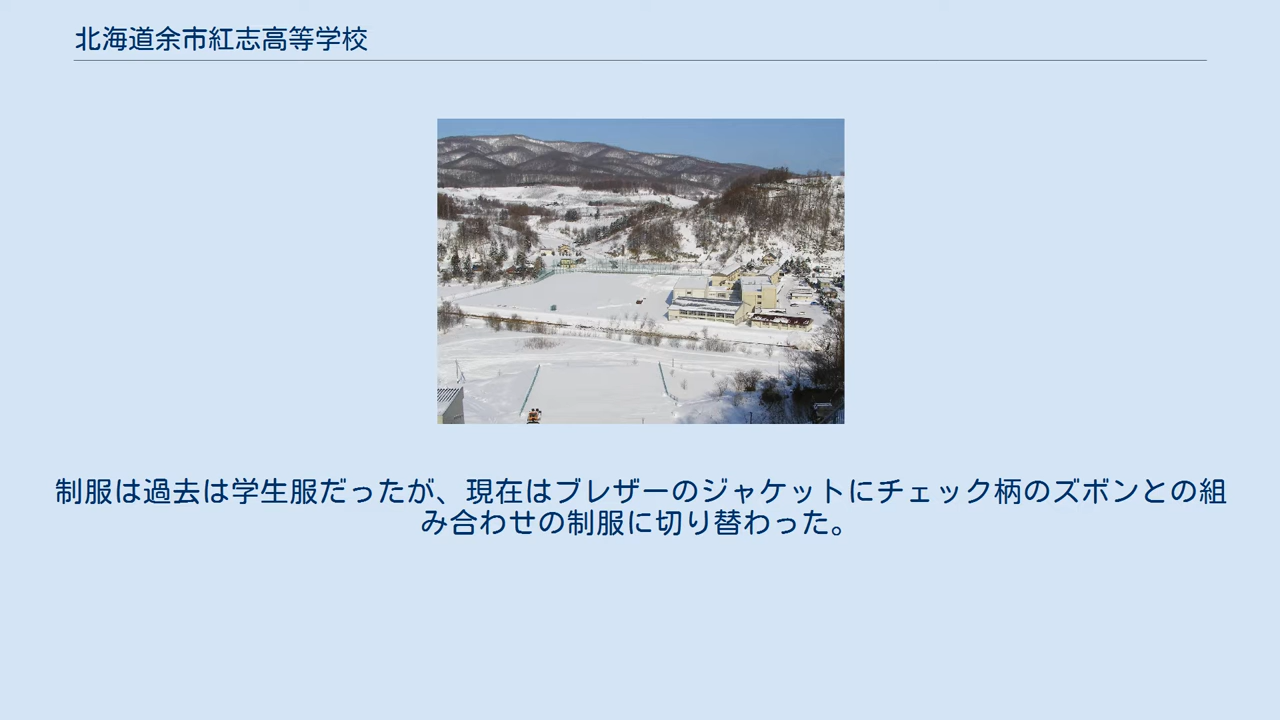 北海道余市紅志高等学校
制服は過去は学生服だったが、現在はブレザーのジャケットにチェック柄のズボンとの組
み合わせの制服に切り替わった。